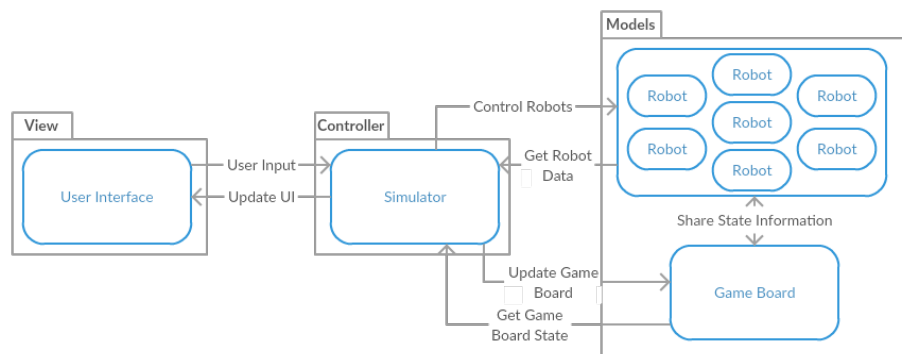 Models
Robot
Robot
Robot
Control Robots
View
Controller
Robot
User Input
Get Robot
Data
Robot
Robot
Robot
User Interface
Update UI
Simulator
Share State Information
Update Game
Board
Game Board
Get Game
Board State